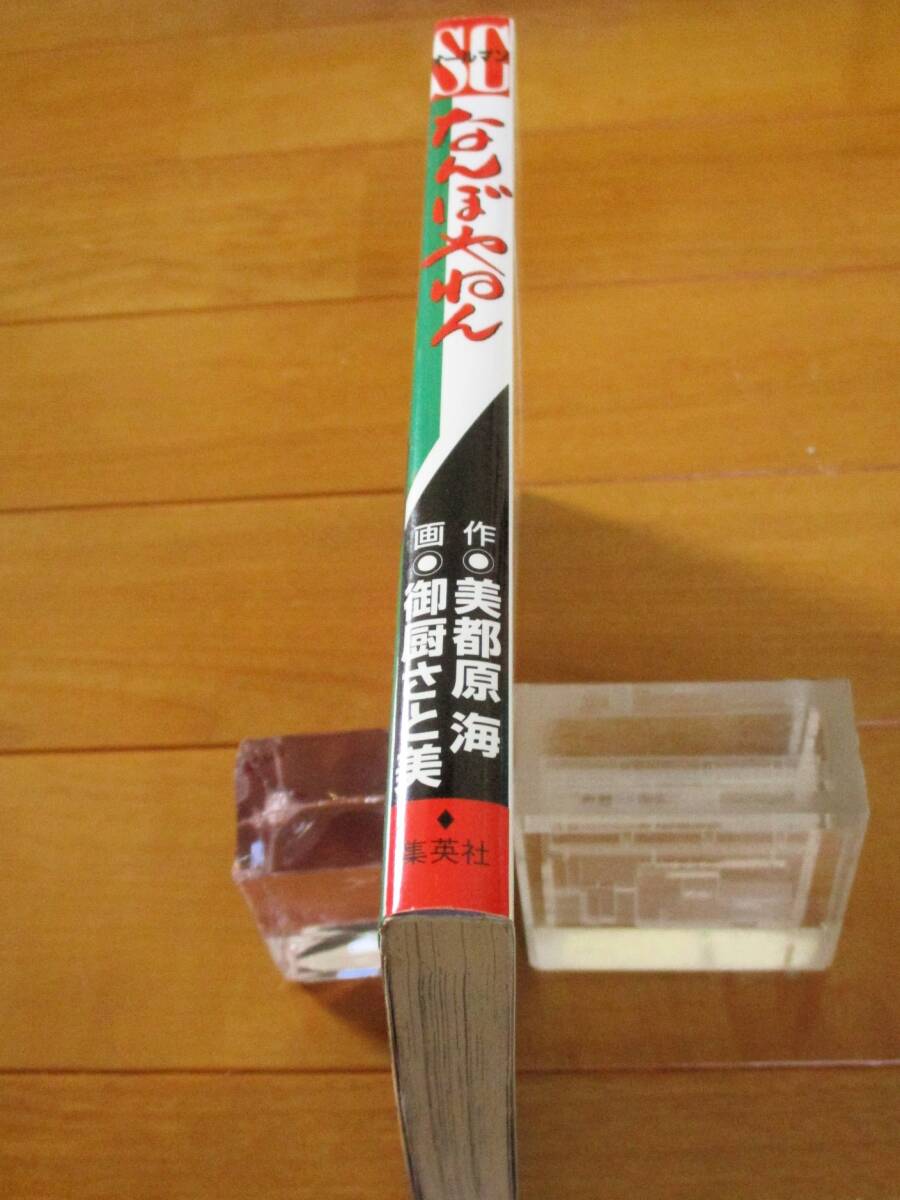 SC
オールマン
なんぼやねん
作●美都原 海
画●御厨さと美
◆
集英社